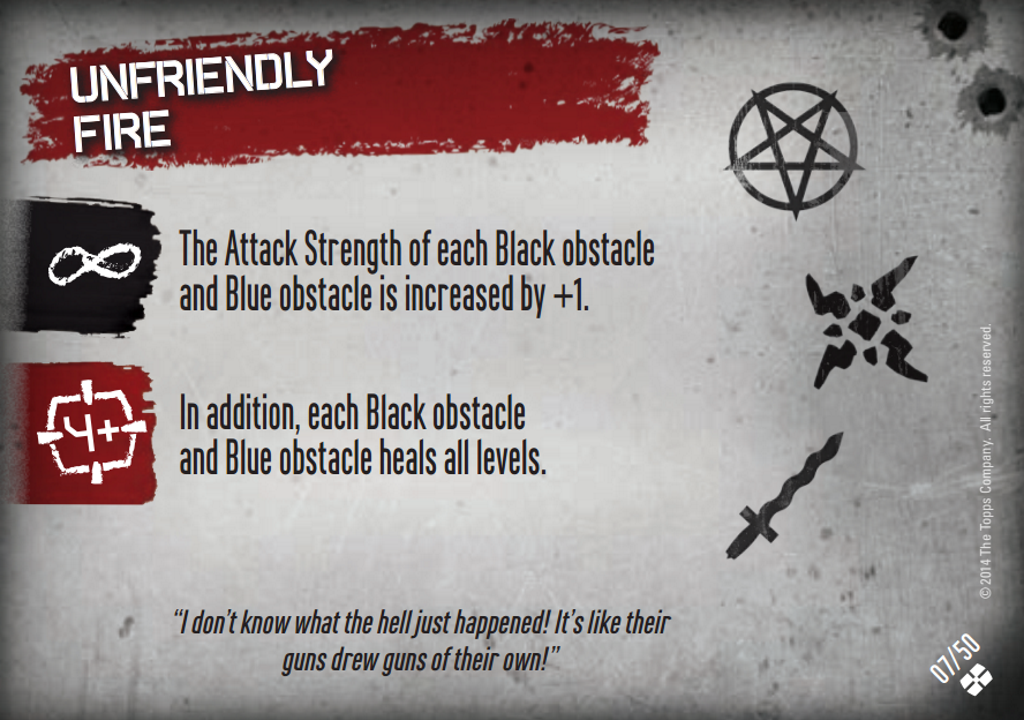 UNFRIENDLY
FIRE
The Attack Strength of each Black obstacle
and Blue obstacle is increased by +1.
4+
In addition, each Black obstacle
and Blue obstacle heals all levels.
“I don’t know what the hell just happened! It’s like their
guns drew guns of their own!”
© 2014 The Topps Company. All rights reserved.
07/50